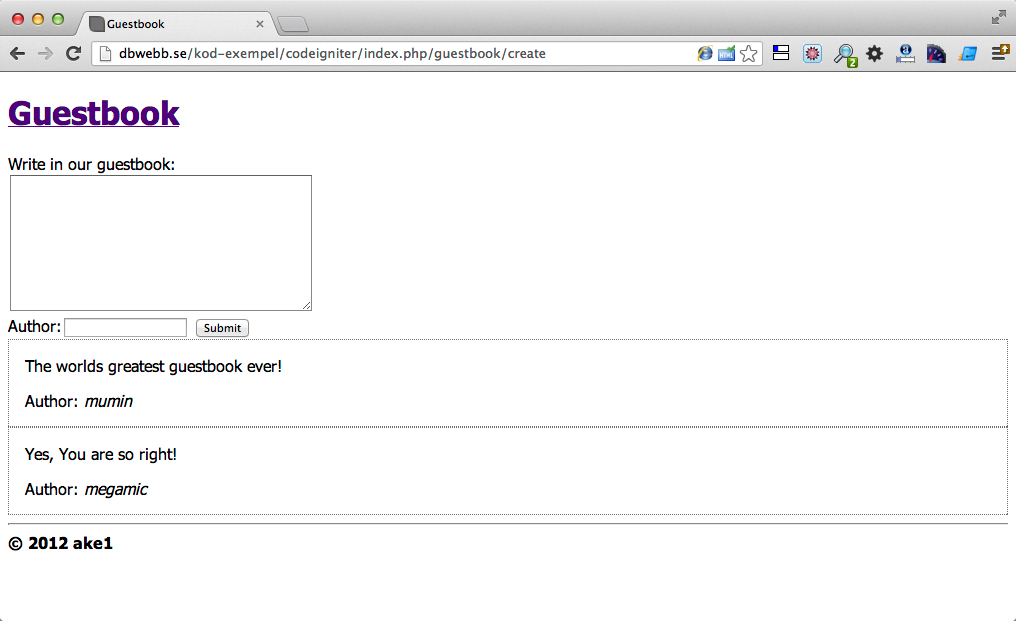 Guestbook
dbwebb.se/kod-exempel/codeigniter/index.php/guestbook/create
2
Guestbook
Write in our guestbook:
Author: Submit
The worlds greatest guestbook ever!
Author: mumin
Yes, You are so right!
Author: megamic
© 2012 ake1